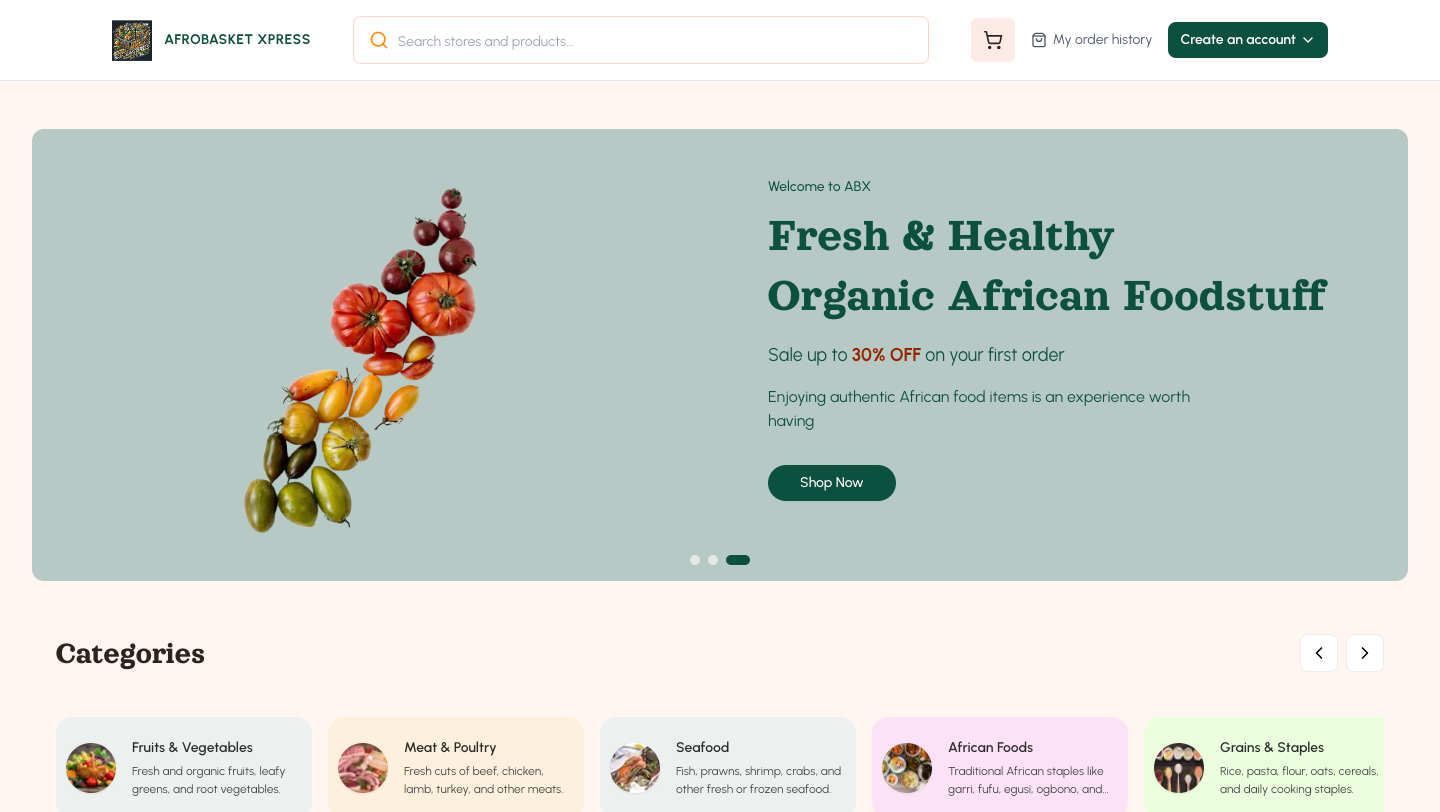 AFROBASKET XPRESS
Search stores and products...
My order history
Create an account
Welcome to ABX
Fresh & Healthy
Organic African Foodstuff
Sale up to 30% OFF on your first order
Enjoying authentic African food items is an experience worth
having
Shop Now
Categories
Fruits & Vegetables
Fresh and organic fruits, leafy
greens, and root vegetables.
Meat & Poultry
Fresh cuts of beef, chicken,
lamb, turkey, and other meats.
Seafood
Fish, prawns, shrimp, crabs, and
other fresh or frozen seafood.
African Foods
Traditional African staples like
garri, fufu, egusi, ogbono, and...
Grains & Staples
Rice, pasta, flour, oats, cereals,
and daily cooking staples.